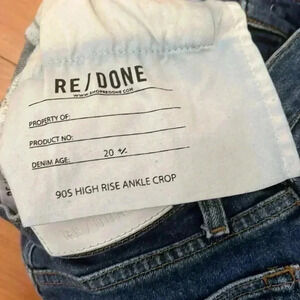 RE/DONE
WWW.SHOPREDONE.COM
PROPERTY OF:
PRODUCT NO:
DENIM AGE: 20 +/-
90S HIGH RISE ANKLE CROP